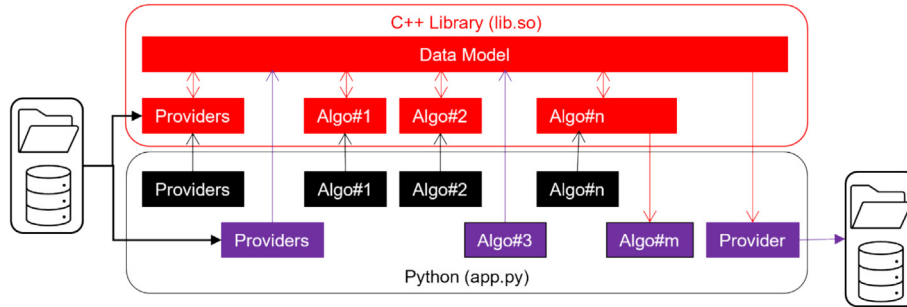 C++ Library (lib.so)
Data Model
Providers
Algo#1
Algo#2
Algo#n
Providers
Algo#1
Algo#2
Algo#n
Providers
Algo#3
Algo#m
Provider
Python (app.py)